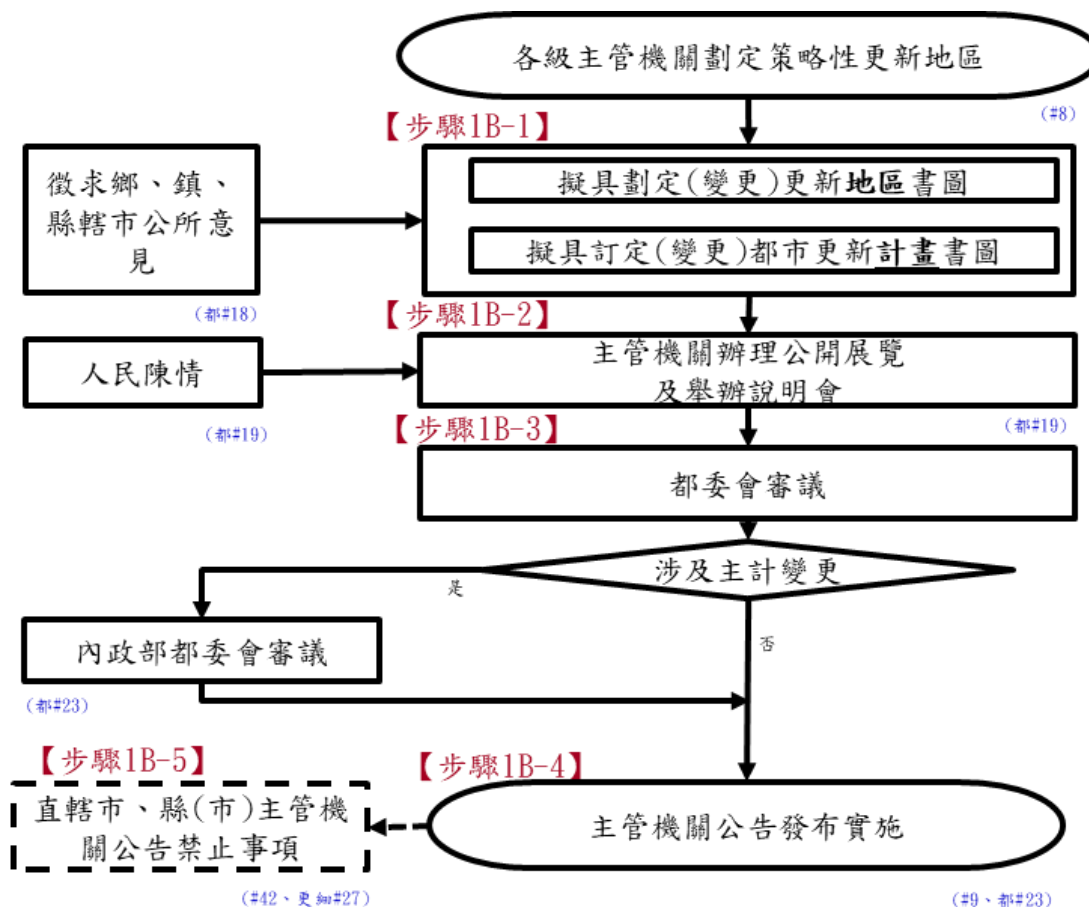 各級主管機關劃定策略性更新地區
(#8)
【步驟1B-1】
徵求鄉、鎮、
縣轄市公所意
見
(都#18)
擬具劃定(變更)更新地區書圖
擬具訂定(變更)都市更新計畫書圖
【步驟1B-2】
人民陳情
(都#19)
主管機關辦理公開展覽
及舉辦說明會
(都#19)
【步驟1B-3】
都委會審議
涉及主計變更
是
否
內政部都委會審議
(都#23)
【步驟1B-4】
主管機關公告發布實施
(#9、都#23)
【步驟1B-5】
直轄市、縣(市)主管機
關公告禁止事項
(#42、更細#27)